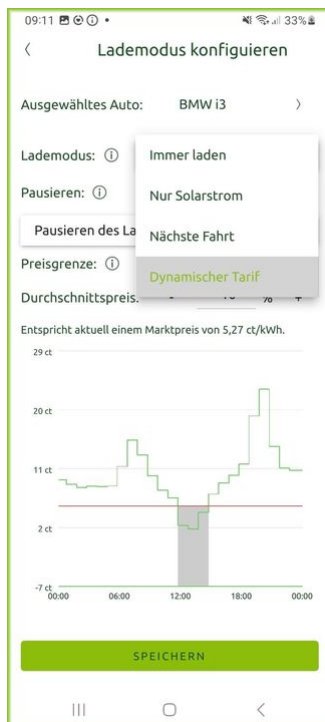 09:11 33%
Lademodus konfiguieren
Ausgewähltes Auto: BMW i3
Lademodus:
Immer laden
Pausieren:
Nur Solarstrom
Pausieren des La
Nächste Fahrt
Preisgrenze:
Dynamischer Tarif
Durchschnittspreis: - % +
Entspricht aktuell einem Marktpreis von 5,27 ct/kWh.
29 ct
20 ct
11 ct
2 ct
-7 ct
00:00 06:00 12:00 18:00 00:00
SPEICHERN